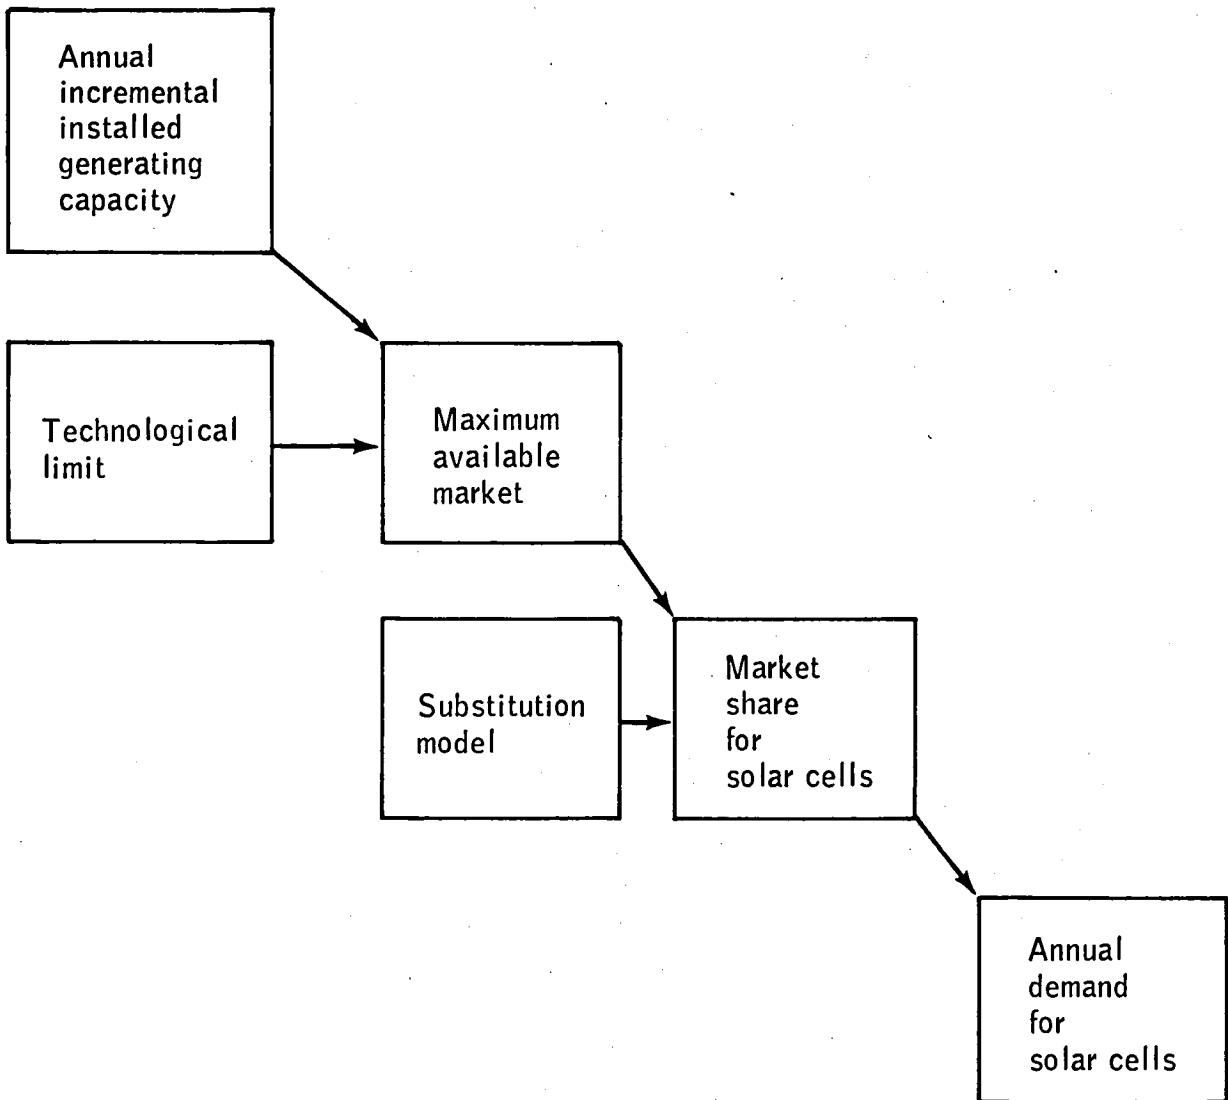 Annual
incremental
installed
generating
capacity
Technological
limit
Maximum
available
market
Substitution
model
Market
share
for
solar cells
Annual
demand
for
solar cells